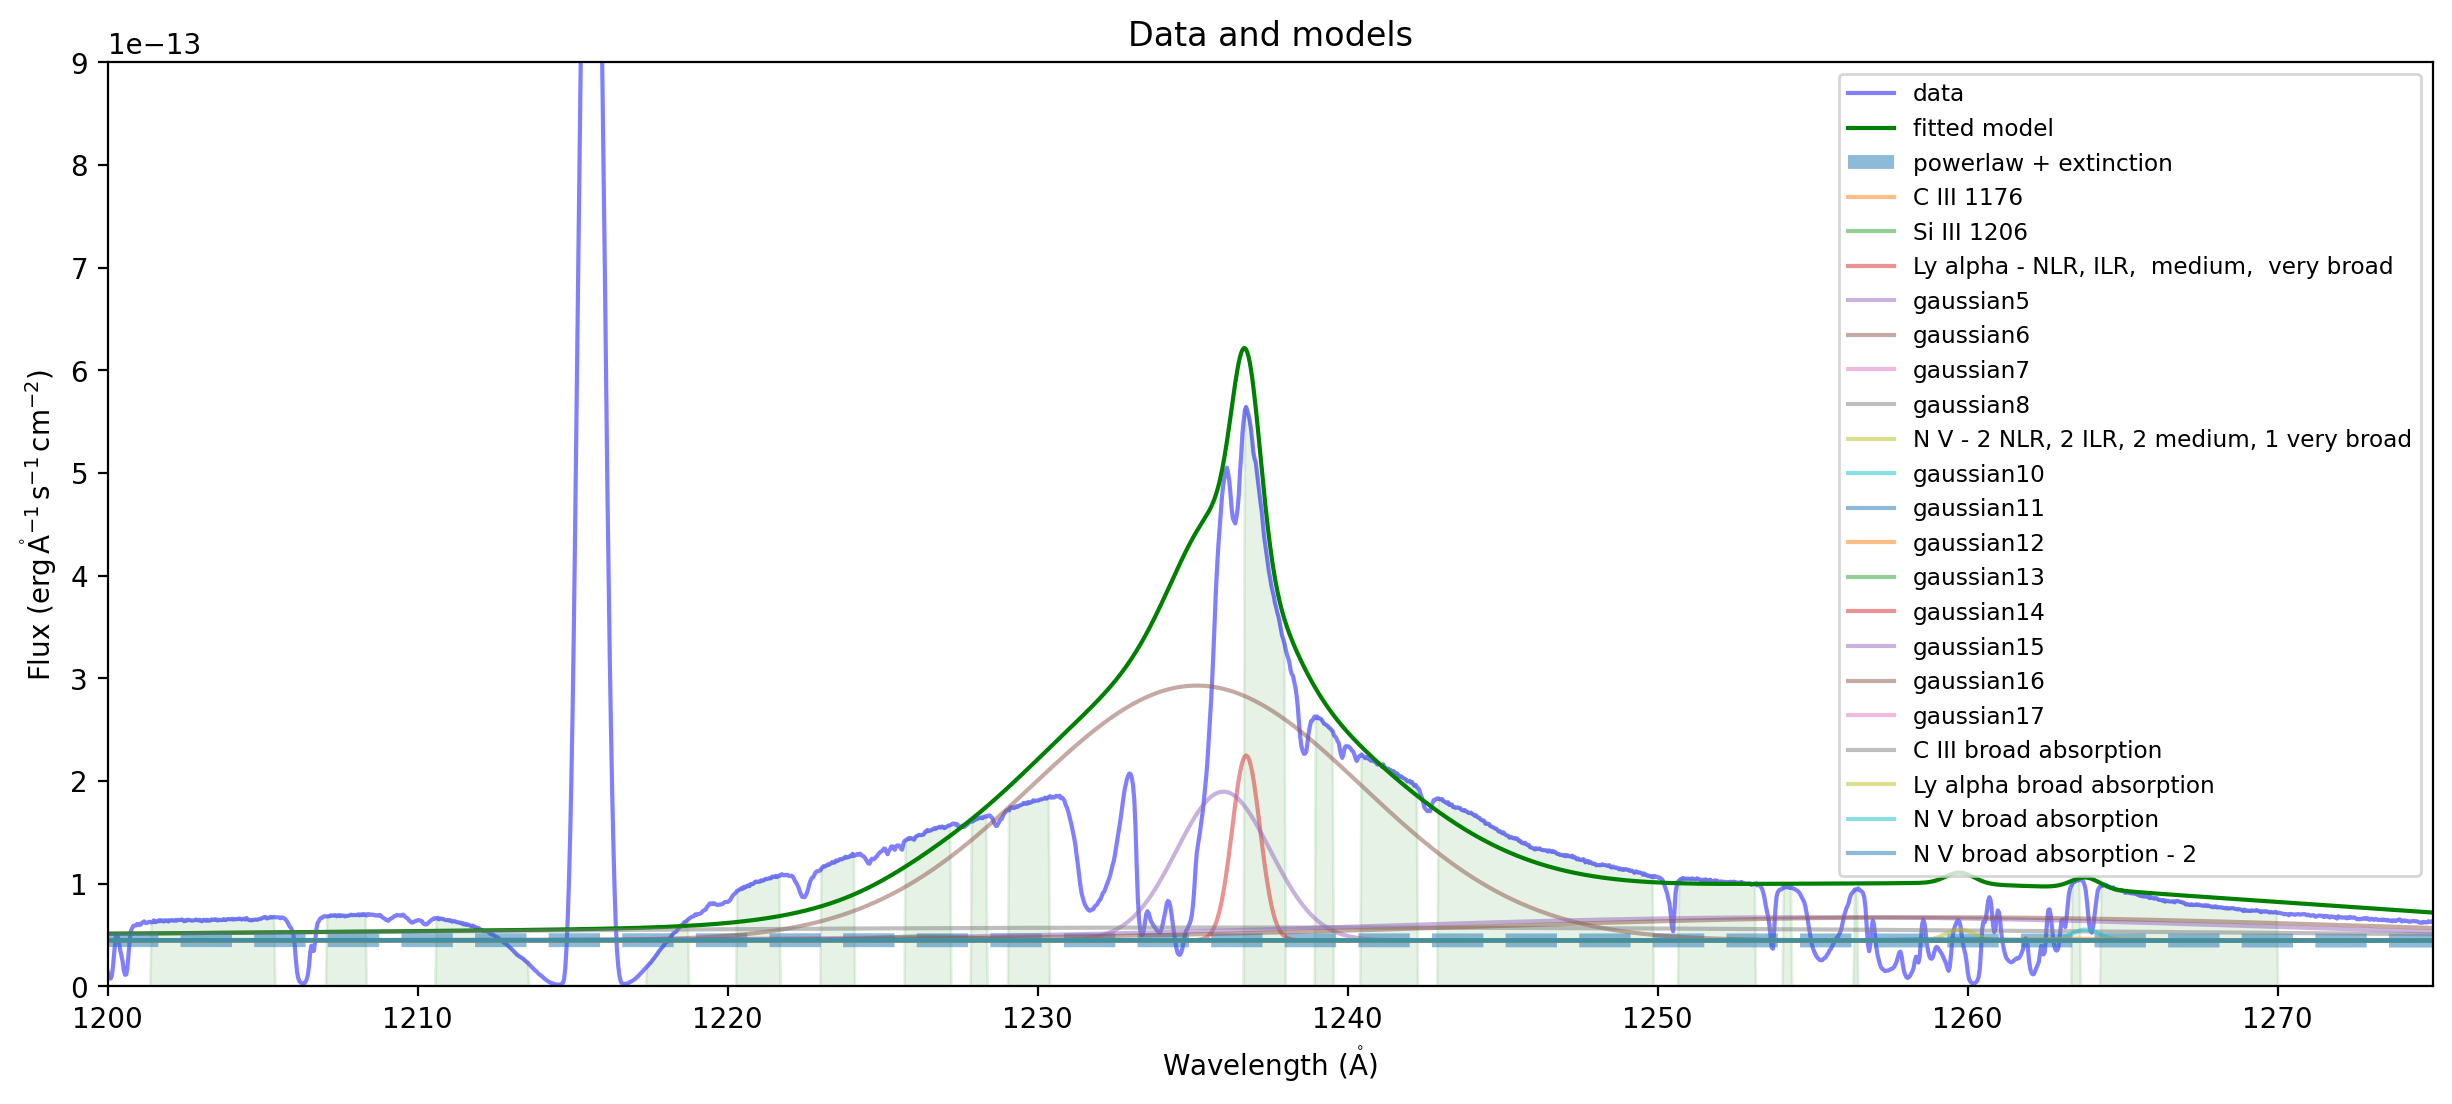 Data and models
1e−13
9
8
7
6
5
4
3
2
1
0
Flux (erg Å⁻¹ s⁻¹ cm⁻²)
1200 1210 1220 1230 1240 1250 1260 1270
Wavelength (Å)
data
fitted model
powerlaw + extinction
C III 1176
Si III 1206
Ly alpha - NLR, ILR,  medium,  very broad
gaussian5
gaussian6
gaussian7
gaussian8
N V - 2 NLR, 2 ILR, 2 medium, 1 very broad
gaussian10
gaussian11
gaussian12
gaussian13
gaussian14
gaussian15
gaussian16
gaussian17
C III broad absorption
Ly alpha broad absorption
N V broad absorption
N V broad absorption - 2